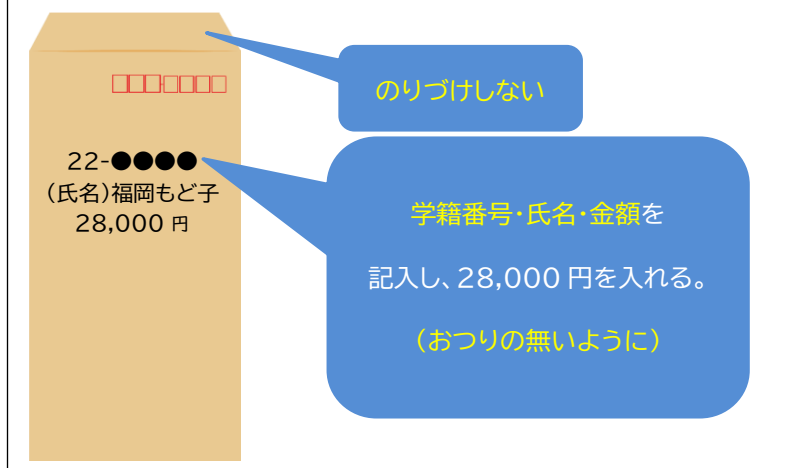 のりづけしない
22-●●●●
(氏名)福岡もど子
28,000 円
学籍番号・氏名・金額を
記入し、28,000 円を入れる。
(おつりの無いように)